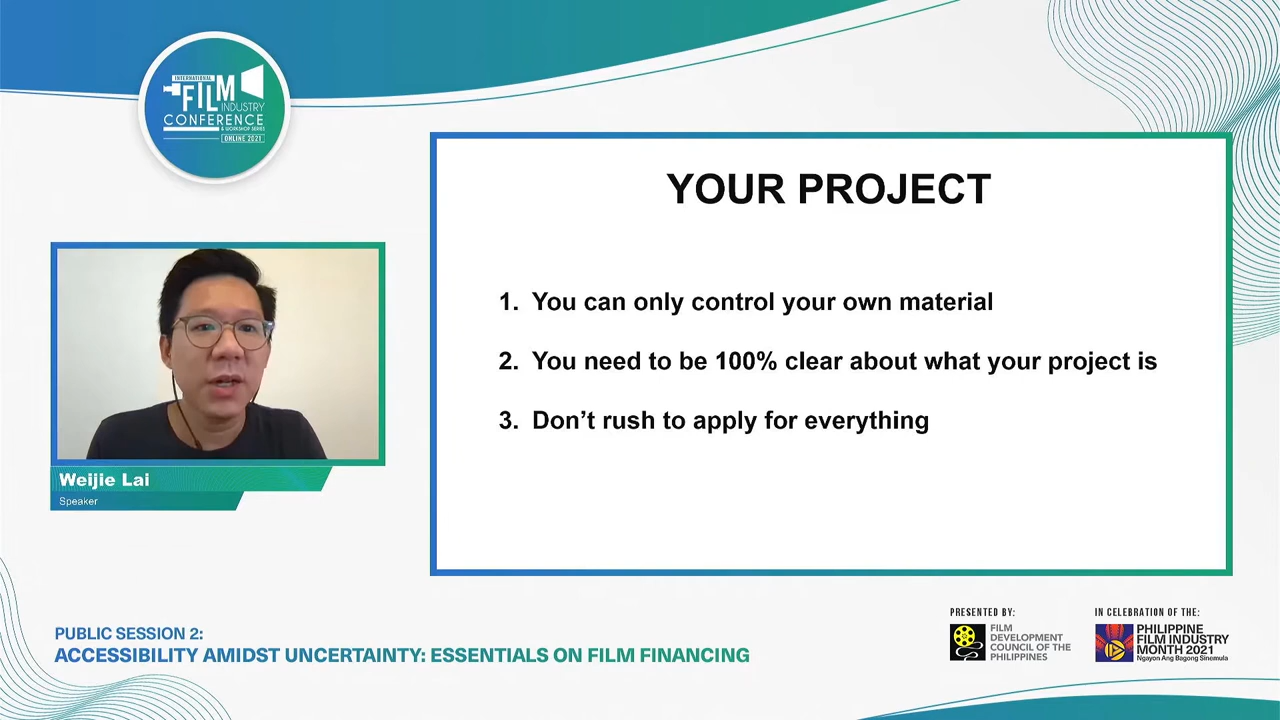 INTERNATIONAL
FILM
INDUSTRY
CONFERENCE
& WORKSHOP SERIES
ONLINE 2021
YOUR PROJECT
1. You can only control your own material
2. You need to be 100% clear about what your project is
3. Don’t rush to apply for everything
Weijie Lai
Speaker
PUBLIC SESSION 2:
ACCESSIBILITY AMIDST UNCERTAINTY: ESSENTIALS ON FILM FINANCING
PRESENTED BY:
FILM
DEVELOPMENT
COUNCIL OF THE
PHILIPPINES
IN CELEBRATION OF THE:
PHILIPPINE
FILM INDUSTRY
MONTH 2021
Ngayon Ang Bagong Sinemula